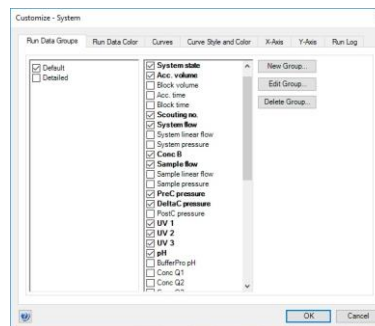 Customize - System
Run Data Groups
Run Data Color
Curves
Curve Style and Color
X-Axis
Y-Axis
Run Log
Default
Detailed
System state
Acc. volume
Block volume
Acc. time
Block time
Scouting no.
System flow
System linear flow
System pressure
Conc B
Sample flow
Sample linear flow
Sample pressure
PreC pressure
DeltaC pressure
PostC pressure
UV 1
UV 2
UV 3
pH
BufferPro pH
Conc Q1
Conc Q2
New Group...
Edit Group...
Delete Group...
OK
Cancel